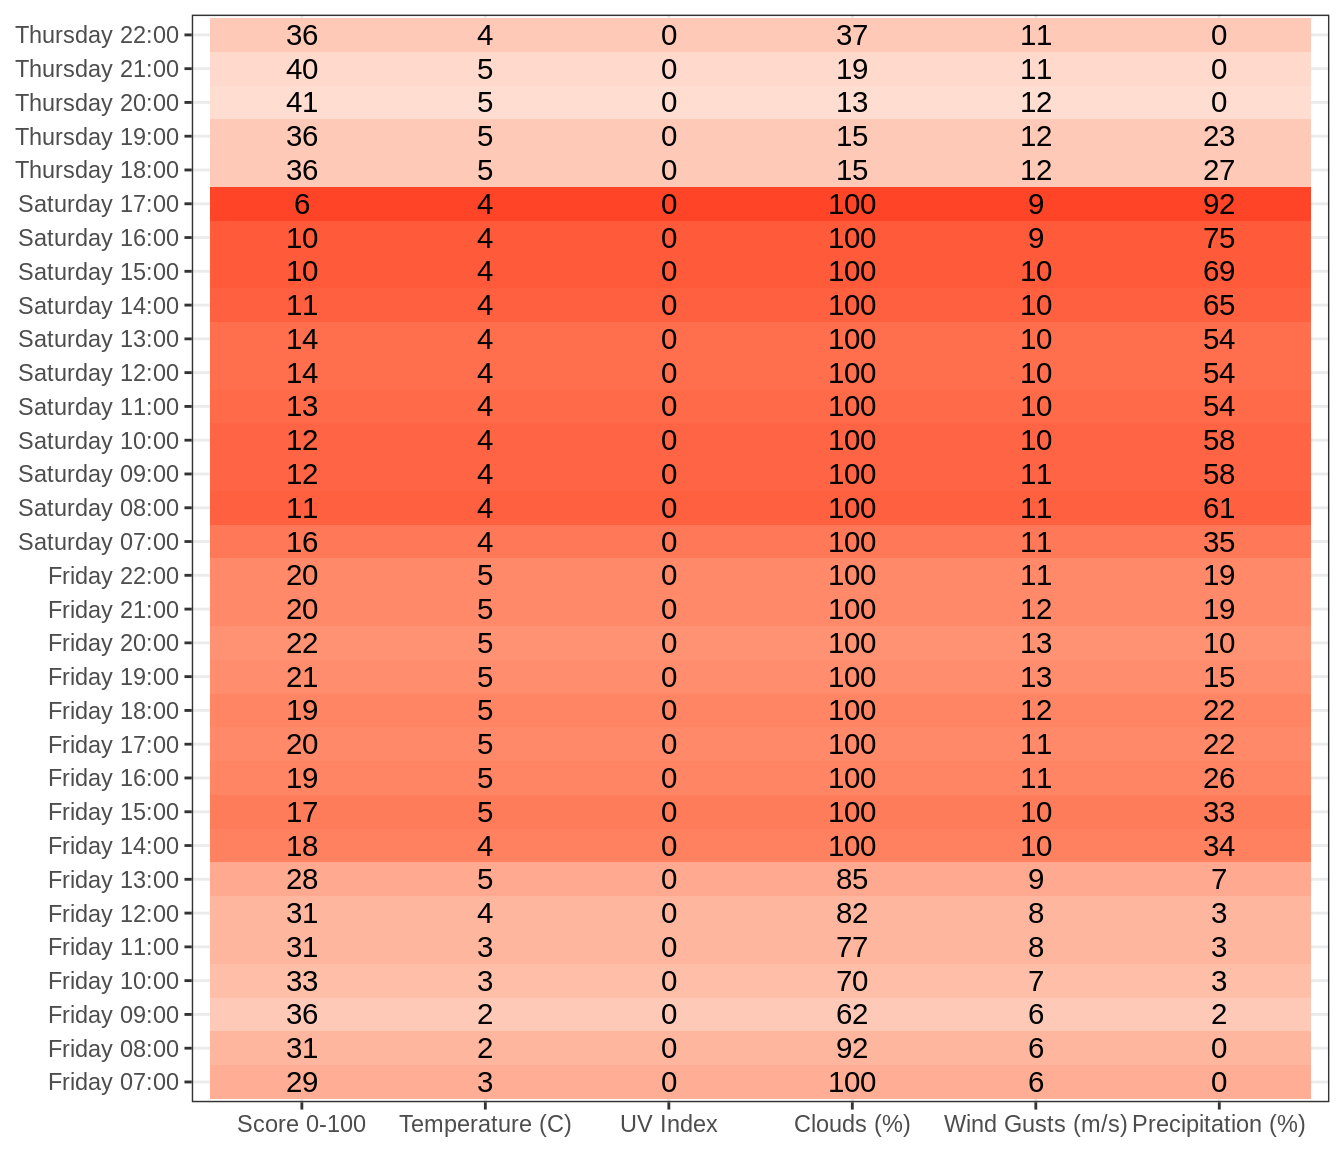 Thursday 22:00 36 4 0 37 11 0
Thursday 21:00 40 5 0 19 11 0
Thursday 20:00 41 5 0 13 12 0
Thursday 19:00 36 5 0 15 12 23
Thursday 18:00 36 5 0 15 12 27
Saturday 17:00 6 4 0 100 9 92
Saturday 16:00 10 4 0 100 9 75
Saturday 15:00 10 4 0 100 10 69
Saturday 14:00 11 4 0 100 10 65
Saturday 13:00 14 4 0 100 10 54
Saturday 12:00 14 4 0 100 10 54
Saturday 11:00 13 4 0 100 10 54
Saturday 10:00 12 4 0 100 10 58
Saturday 09:00 12 4 0 100 11 58
Saturday 08:00 11 4 0 100 11 61
Saturday 07:00 16 4 0 100 11 35
Friday 22:00 20 5 0 100 11 19
Friday 21:00 20 5 0 100 12 19
Friday 20:00 22 5 0 100 13 10
Friday 19:00 21 5 0 100 13 15
Friday 18:00 19 5 0 100 12 22
Friday 17:00 20 5 0 100 11 22
Friday 16:00 19 5 0 100 11 26
Friday 15:00 17 5 0 100 10 33
Friday 14:00 18 4 0 100 10 34
Friday 13:00 28 5 0 85 9 7
Friday 12:00 31 4 0 82 8 3
Friday 11:00 31 3 0 77 8 3
Friday 10:00 33 3 0 70 7 3
Friday 09:00 36 2 0 62 6 2
Friday 08:00 31 2 0 92 6 0
Friday 07:00 29 3 0 100 6 0
Score 0-100 Temperature (C) UV Index Clouds (%) Wind Gusts (m/s) Precipitation (%)